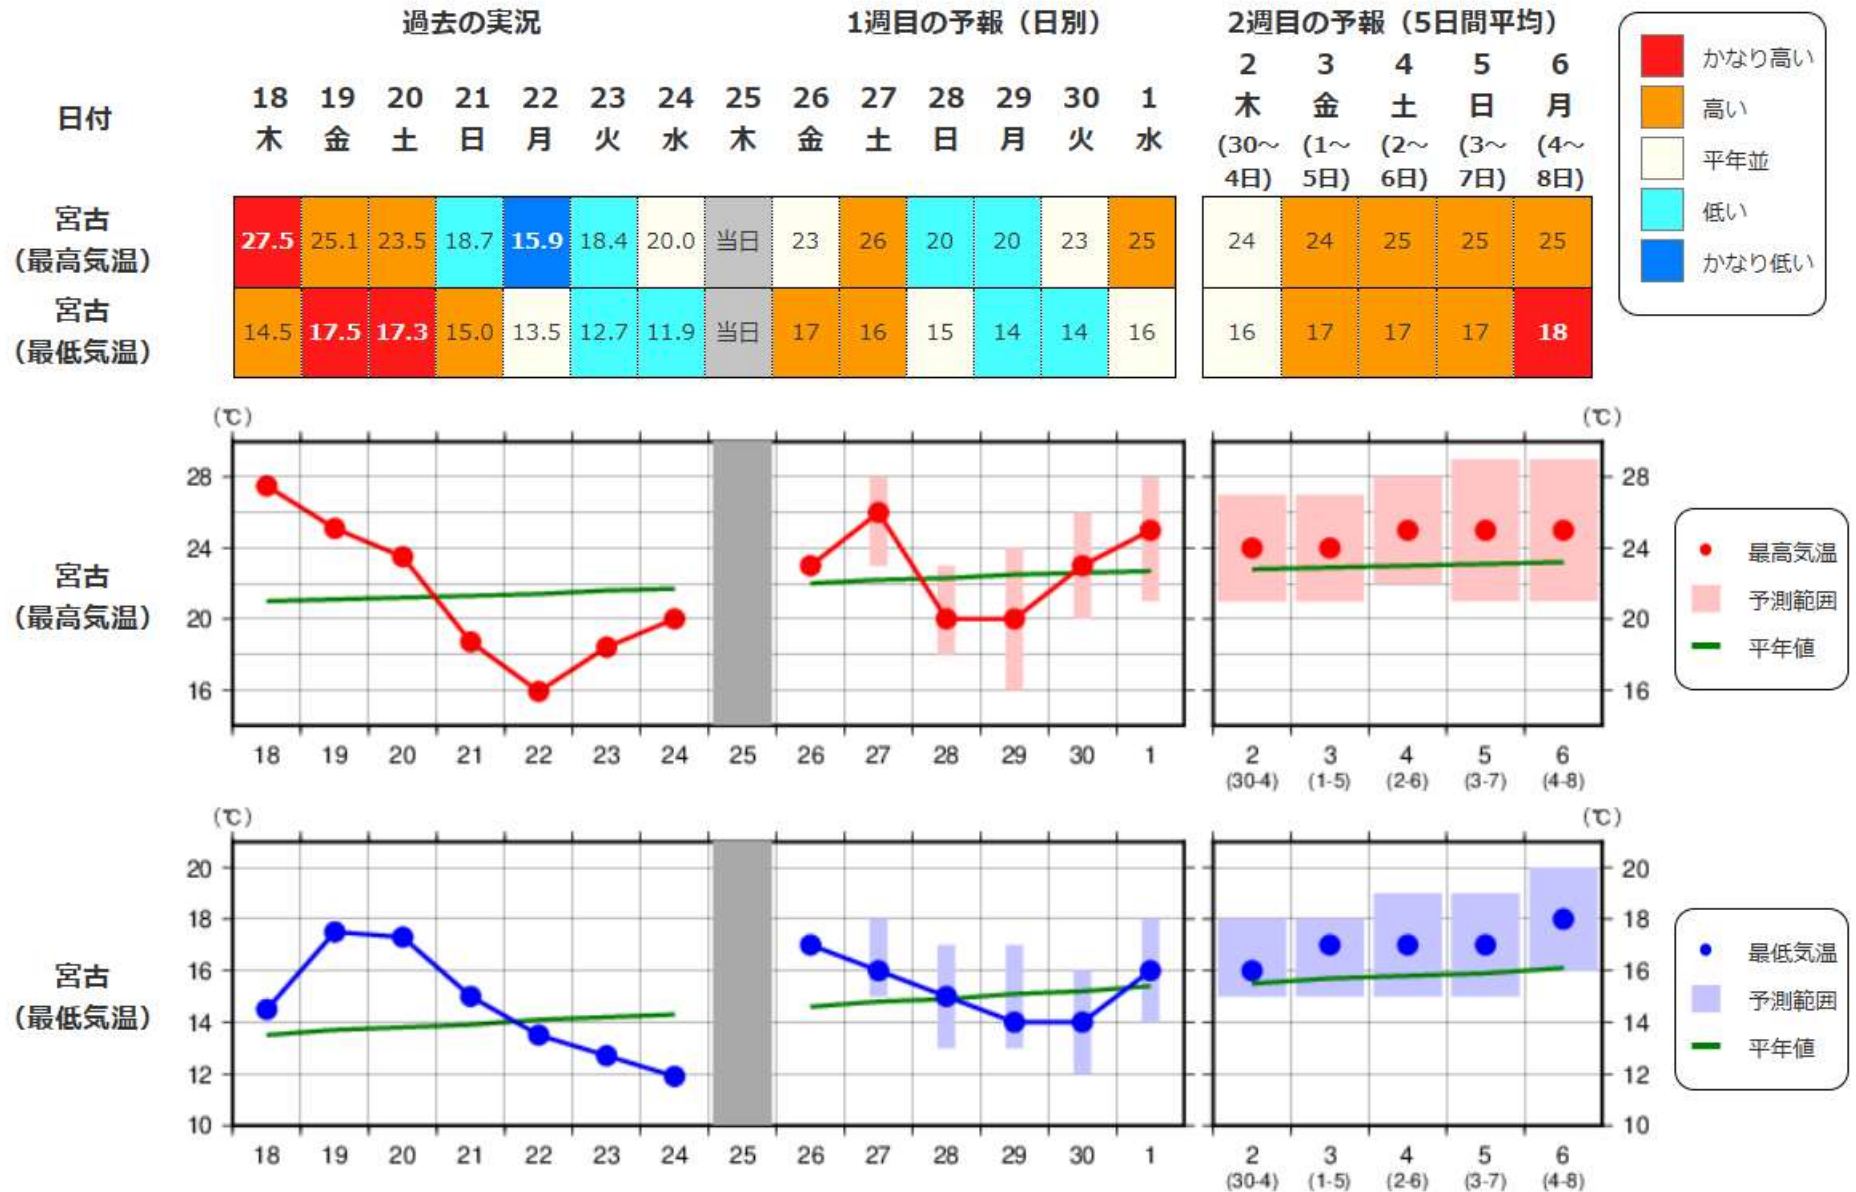 過去の実況 1週目の予報（日別） 2週目の予報（5日間平均）
日付
18 19 20 21 22 23 24 25 26 27 28 29 30 1 2 3 4 5 6
木 金 土 日 月 火 水 木 金 土 日 月 火 水 木 金 土 日 月
(30～4日) (1～5日) (2～6日) (3～7日) (4～8日)
宮古
（最高気温）
27.5 25.1 23.5 18.7 15.9 18.4 20.0 当日 23 26 20 20 23 25 24 24 25 25 25
宮古
（最低気温）
14.5 17.5 17.3 15.0 13.5 12.7 11.9 当日 17 16 15 14 14 16 16 17 17 17 18
かなり高い
高い
平年並
低い
かなり低い
(℃) (℃)
宮古
（最高気温）
28 28
24 24
20 20
16 16
18 19 20 21 22 23 24 25 26 27 28 29 30 1 2 3 4 5 6
(30-4) (1-5) (2-6) (3-7) (4-8)
最高気温
予測範囲
平年値
(℃) (℃)
宮古
（最低気温）
20 20
18 18
16 16
14 14
12 12
10 10
18 19 20 21 22 23 24 25 26 27 28 29 30 1 2 3 4 5 6
(30-4) (1-5) (2-6) (3-7) (4-8)
最低気温
予測範囲
平年値